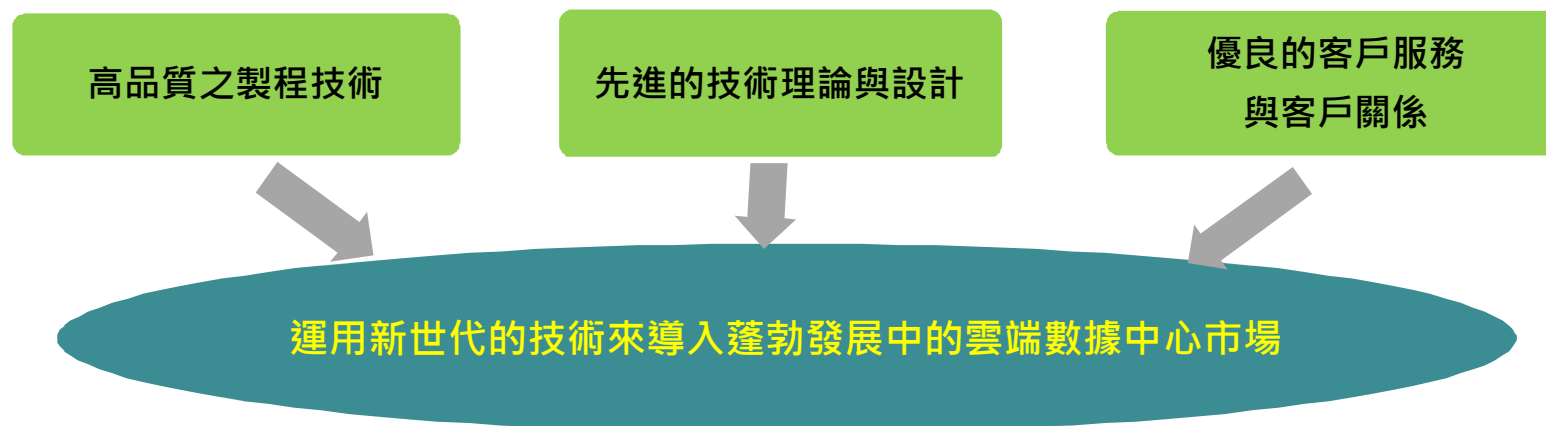 高品質之製程技術
先進的技術理論與設計
優良的客戶服務
與客戶關係
運用新世代的技術來導入蓬勃發展中的雲端數據中心市場